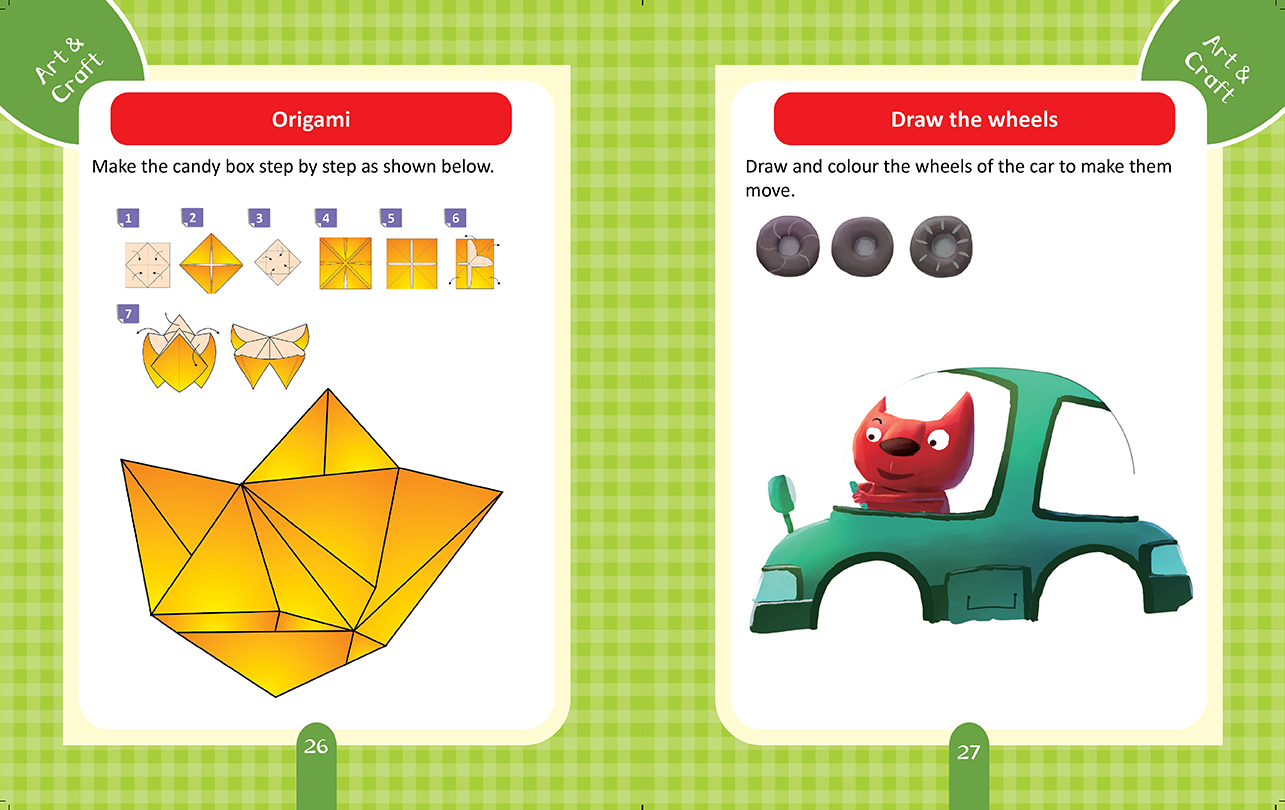 Art &
Craft
Origami
Make the candy box step by step as shown below.
1 2 3 4 5 6
7
26
Art &
Craft
Draw the wheels
Draw and colour the wheels of the car to make them
move.
27